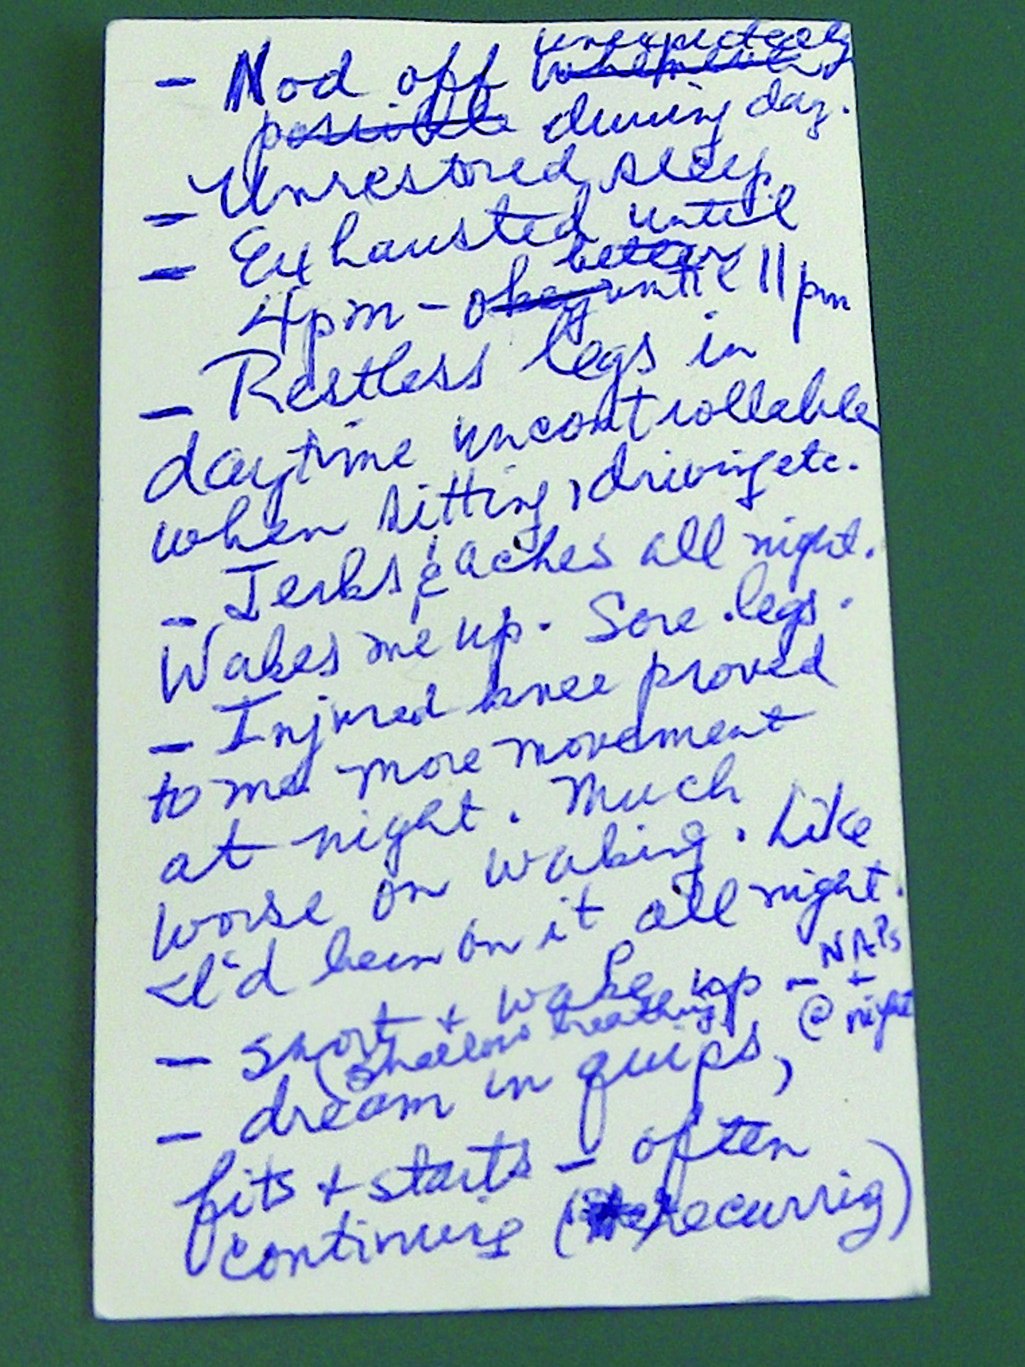 unexpectedly
- Nod off whenever
possible during day.
- Unrestored sleep
- Exhausted until
better
4pm - okay until 11pm
- Restless legs in
daytime uncontrollable
when sitting, driving etc.
- Jerks & aches all night.
Wakes me up. Sore legs.
- Injured knee proved
to me more movement
at night. Much
worse on waking. Like
I'd been on it all night.
- snort + wake up - NAPs
+
@ night
(shallow breathing)
- dream in quips,
fits + starts - often
continuing (recurring)